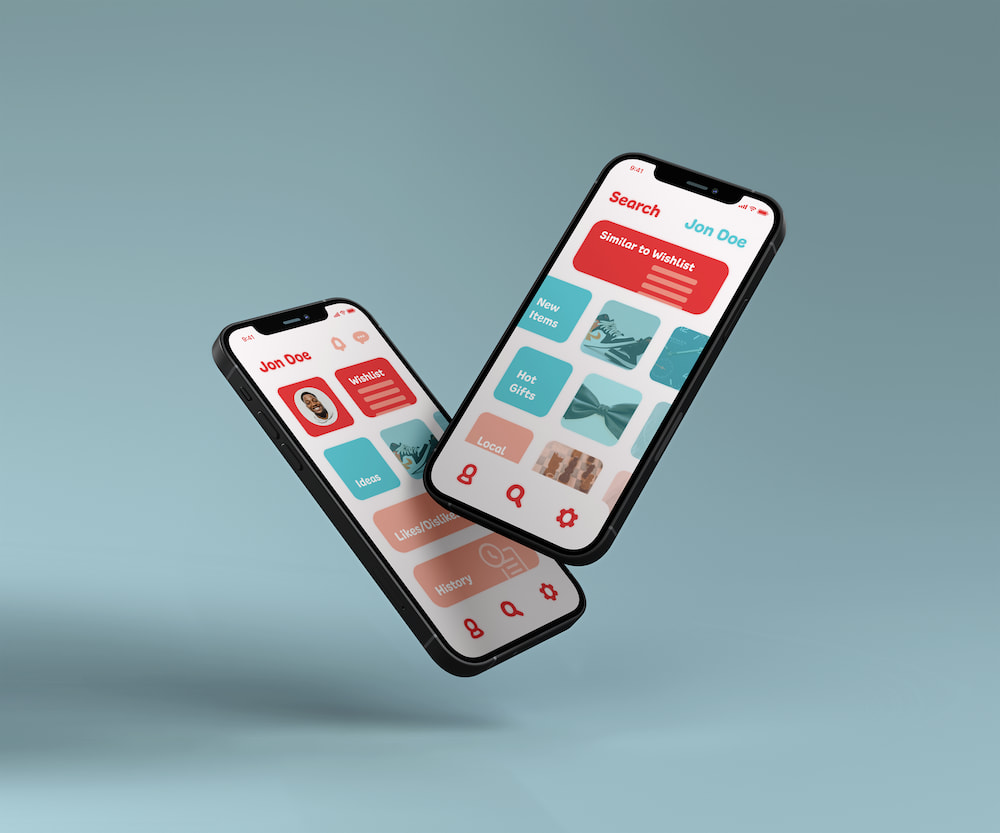 9:41
Jon Doe
Wishlist
Ideas
Likes/Dislikes
History
9:41
Search
Jon Doe
Similar to Wishlist
New
Items
Hot
Gifts
Local